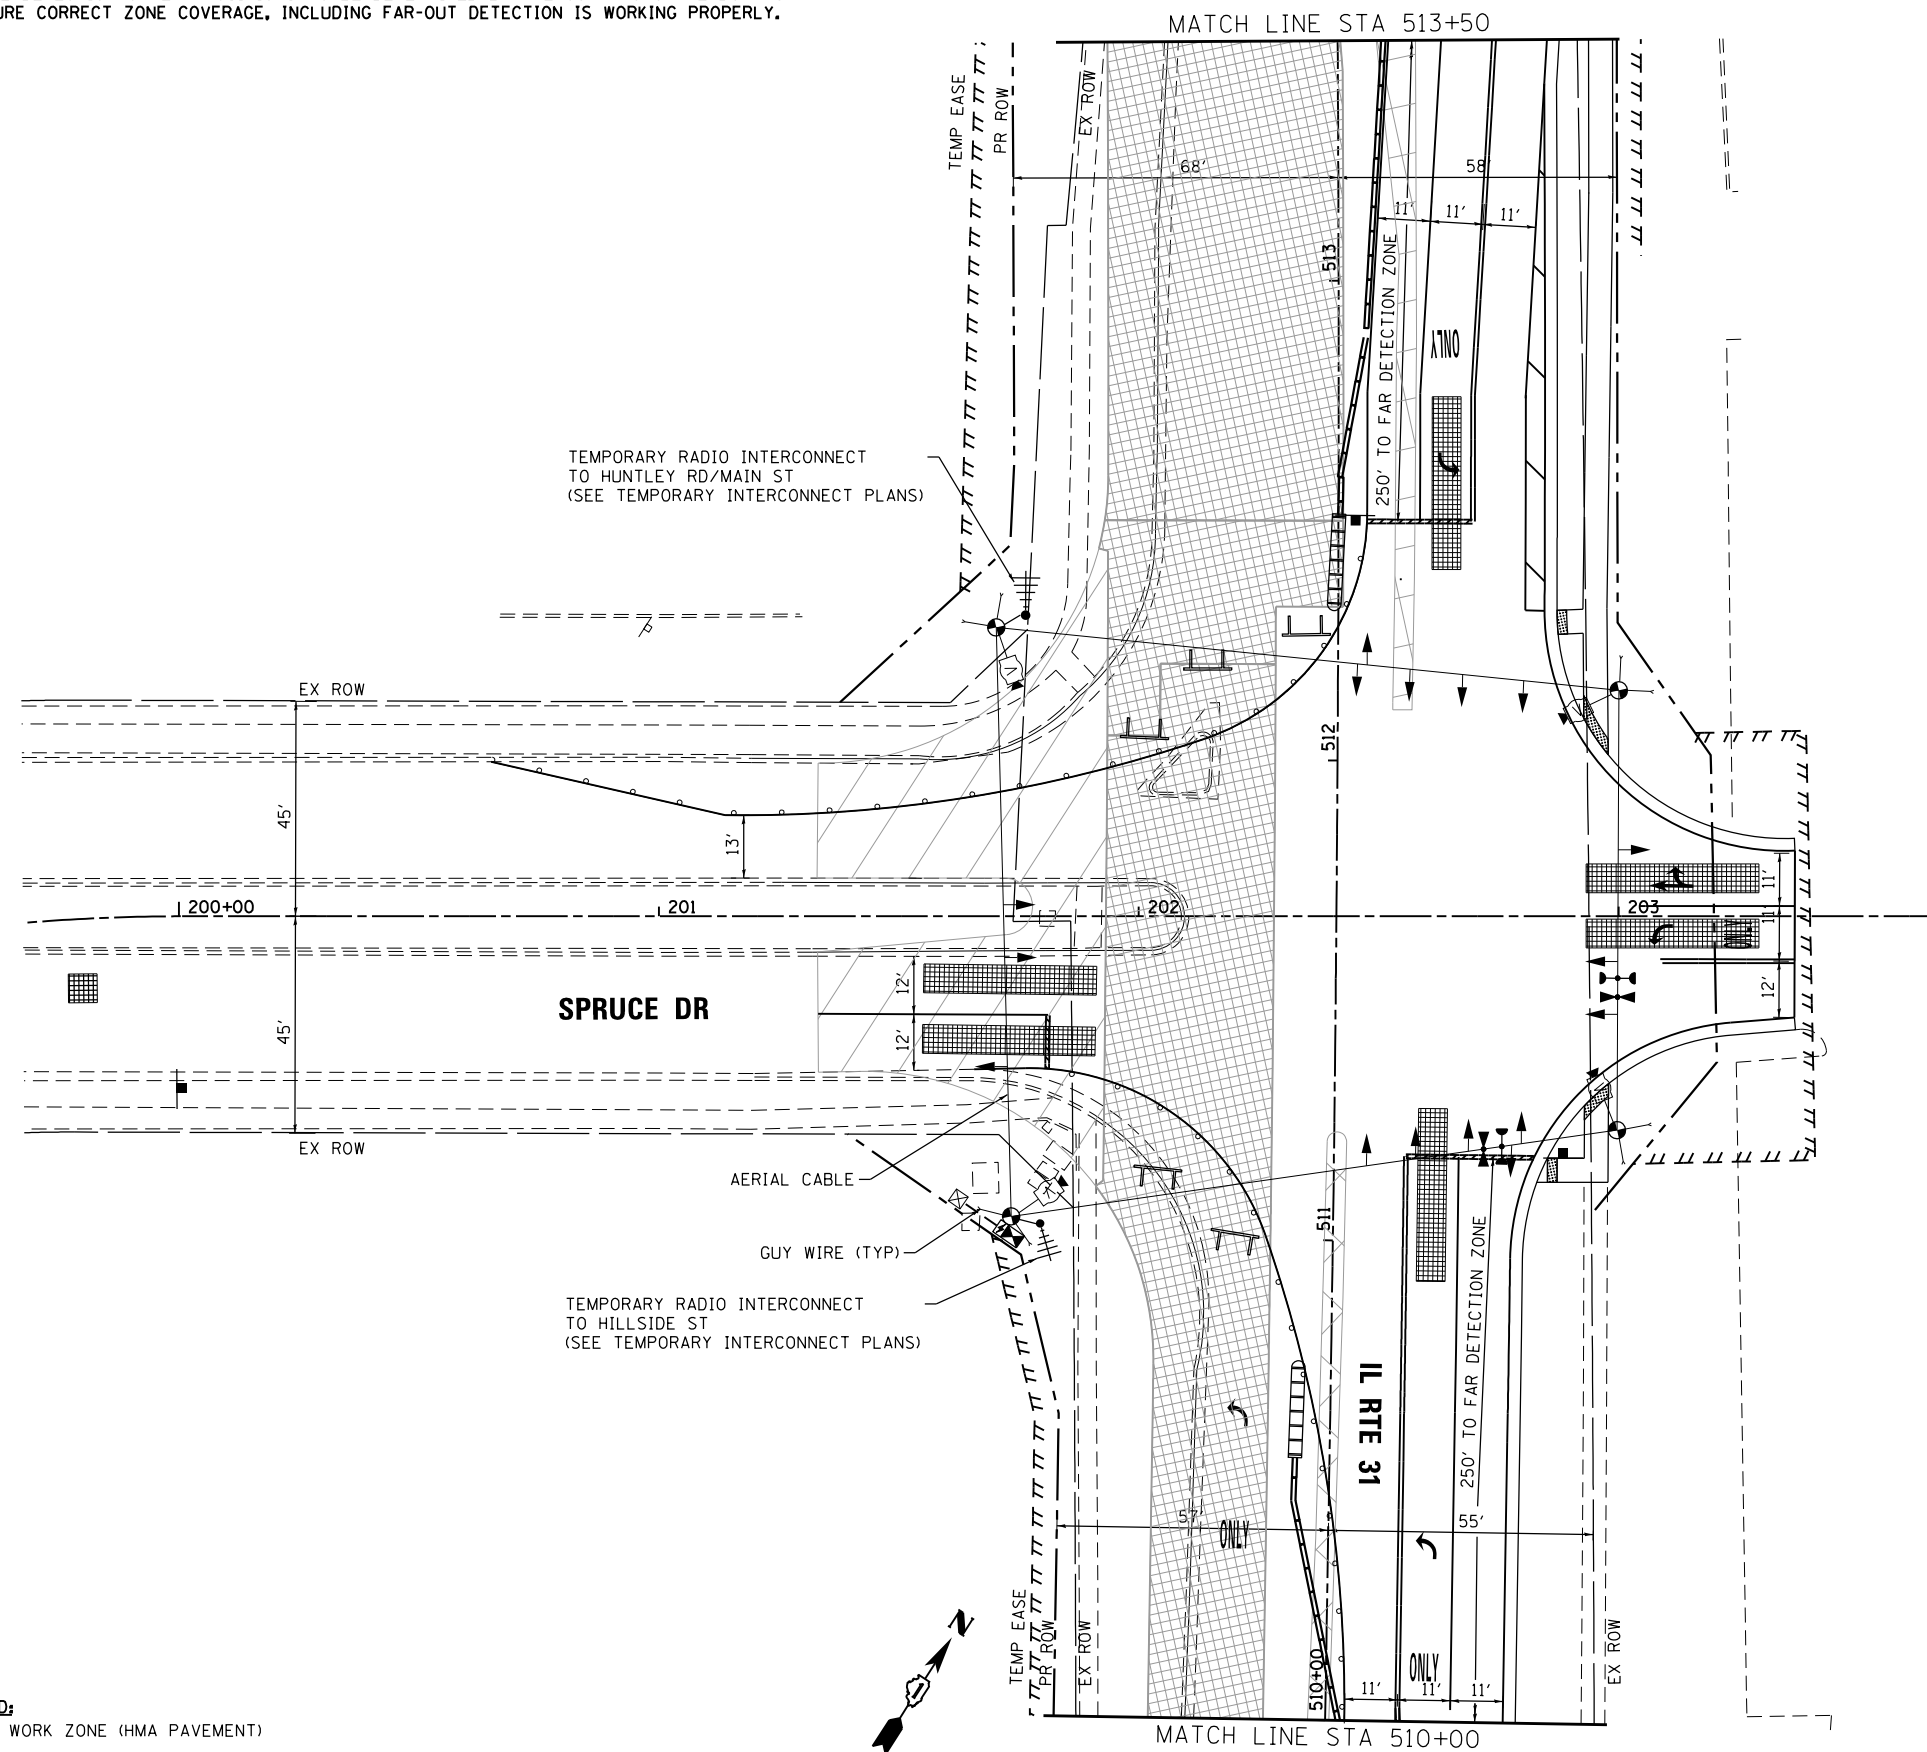 URE CORRECT ZONE COVERAGE, INCLUDING FAR-OUT DETECTION IS WORKING PROPERLY.
MATCH LINE STA 513+50
TEMP EASE
PR ROW
EX ROW
68'
58'
11'
11'
11'
513
250' TO FAR DETECTION ZONE
ONLY
TEMPORARY RADIO INTERCONNECT
TO HUNTLEY RD/MAIN ST
(SEE TEMPORARY INTERCONNECT PLANS)
EX ROW
512
45'
13'
11'
200+00
201
202
203
11'
ONLY
12'
12'
SPRUCE DR
45'
12'
EX ROW
AERIAL CABLE
511
GUY WIRE (TYP)
250' TO FAR DETECTION ZONE
TEMPORARY RADIO INTERCONNECT
TO HILLSIDE ST
(SEE TEMPORARY INTERCONNECT PLANS)
IL RTE 31
57'
55'
ONLY
TEMP EASE
PR ROW
EX ROW
510+00
ONLY
11'
11'
11'
EX ROW
N
D:
WORK ZONE (HMA PAVEMENT)
MATCH LINE STA 510+00